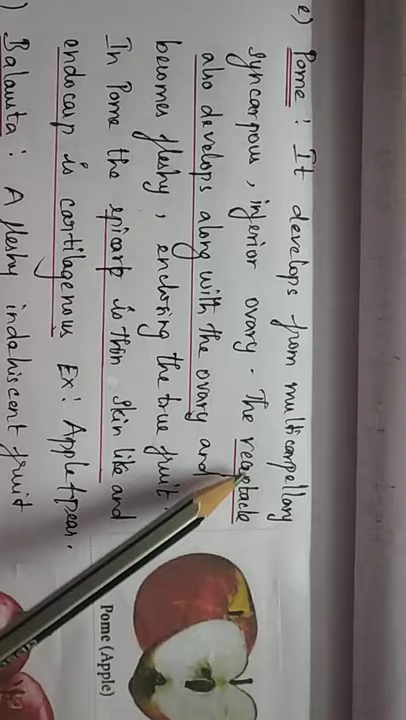 e) Pome : It develops from multicarpellary
syncarpous, inferior ovary. The receptacle
also develops along with the ovary and
becomes fleshy, enclosing the true fruit.
In Pome the epicarp is thin skin like and
endocarp is cartilagenous Ex: Apple & pear.
) Balausta : A fleshy indehiscent fruit
Pome (Apple)